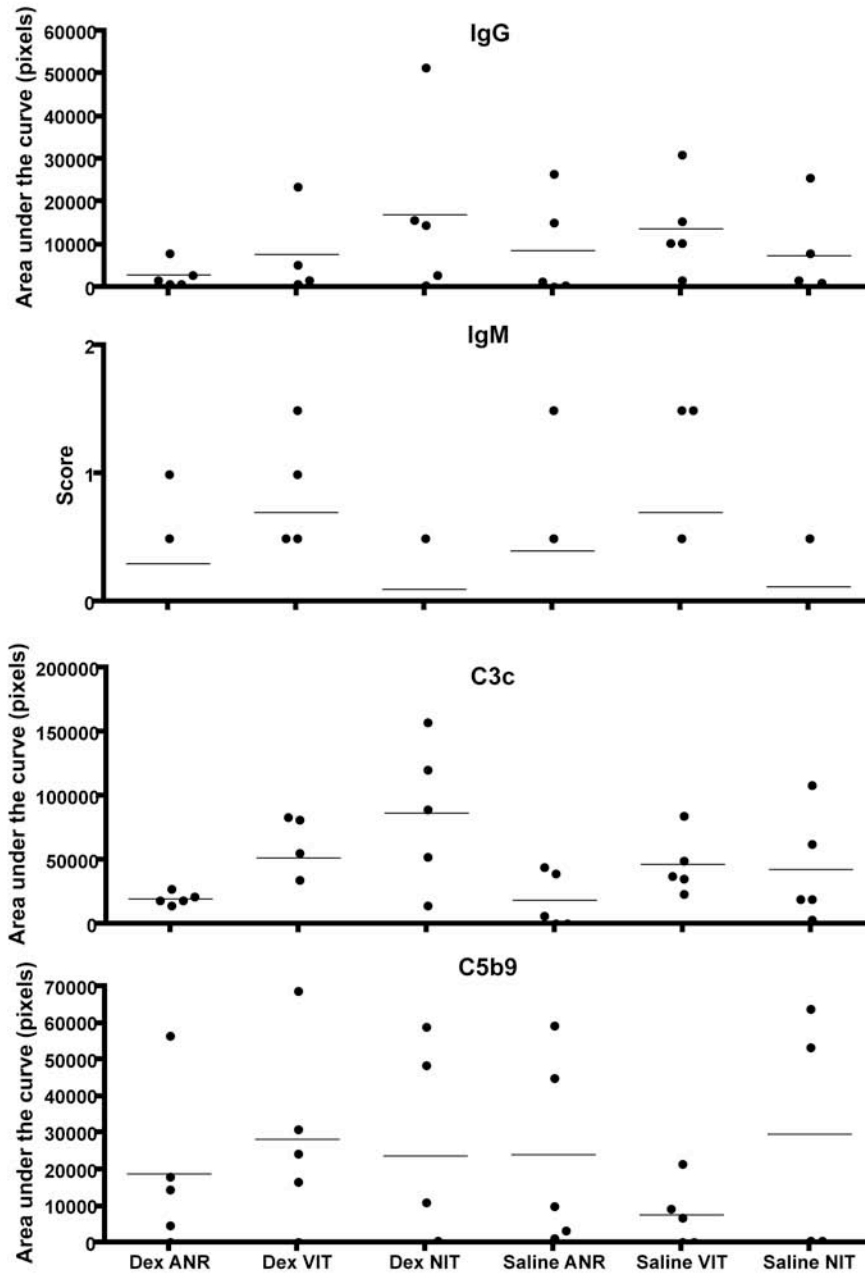 IgG
Area under the curve (pixels)
60000
50000
40000
30000
20000
10000
0
IgM
Score
2
1
0
C3c
Area under the curve (pixels)
200000
150000
100000
50000
0
C5b9
Area under the curve (pixels)
70000
60000
50000
40000
30000
20000
10000
0
Dex ANR Dex VIT Dex NIT Saline ANR Saline VIT Saline NIT